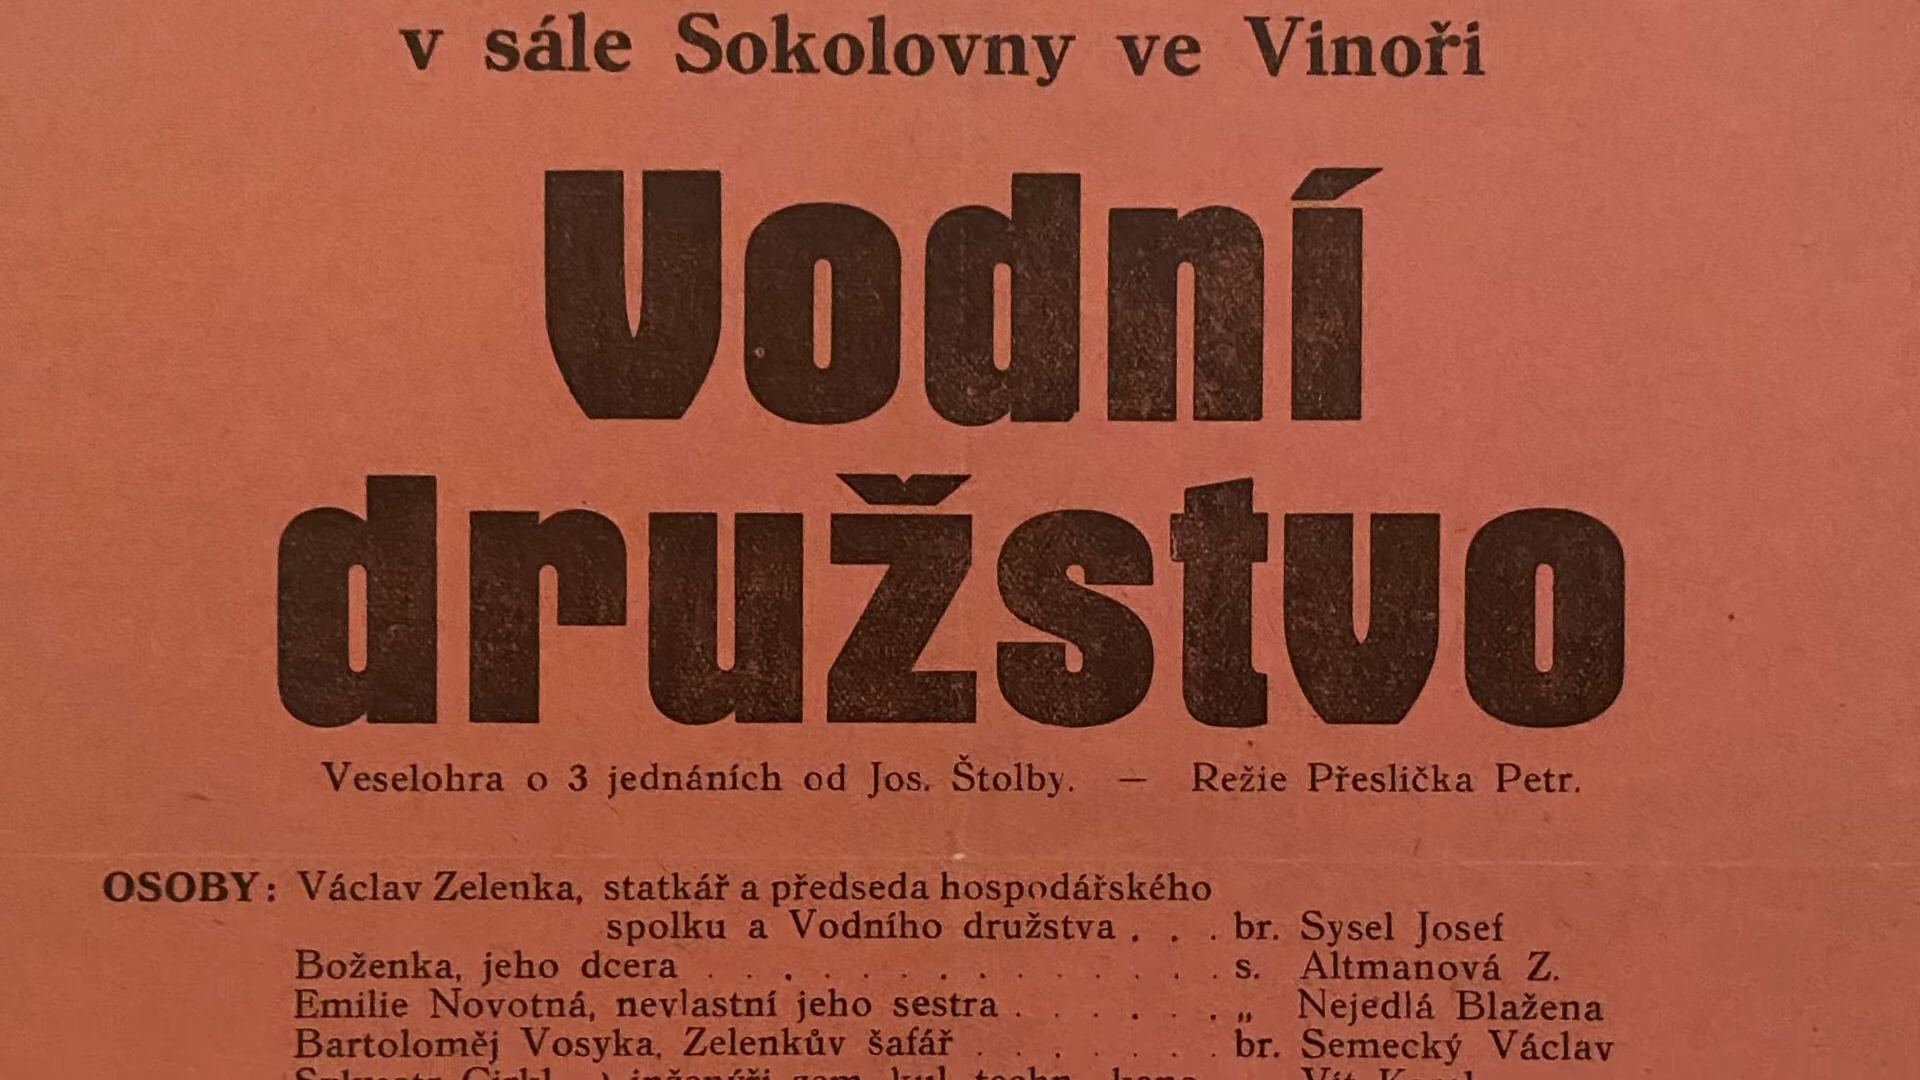 v sále Sokolovny ve Vinoři
Vodní
družstvo
Veselohra o 3 jednáních od Jos. Štolby. — Režie Přeslička Petr.
OSOBY: Václav Zelenka, statkář a předseda hospodářského
spolku a Vodního družstva . . . br. Sysel Josef
Boženka, jeho dcera . . . . . . . . . . . . . . s. Altmanová Z.
Emilie Novotná, nevlastní jeho sestra . . . . . . „ Nejedlá Blažena
Bartoloměj Vosyka, Zelenkův šafář . . . . . . . br. Semecký Václav